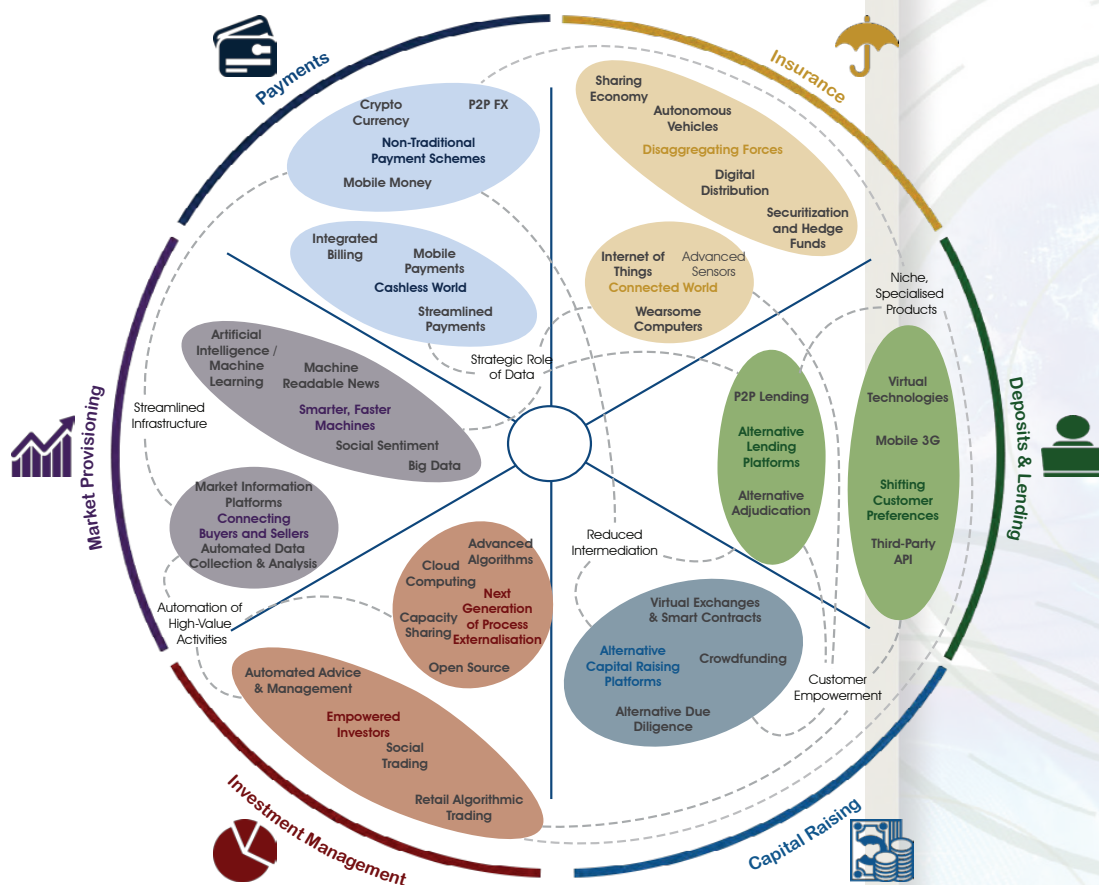 Payments
Crypto
Currency
P2P FX
Non-Traditional
Payment Schemes
Mobile Money
Integrated
Billing
Mobile
Payments
Cashless World
Streamlined
Payments
Insurance
Sharing
Economy
Autonomous
Vehicles
Disaggregating Forces
Digital
Distribution
Securitization
and Hedge
Funds
Internet of
Things
Advanced
Sensors
Connected World
Wearsome
Computers
Niche,
Specialised
Products
Strategic Role
of Data
Deposits & Lending
P2P Lending
Alternative
Lending
Platforms
Alternative
Adjudication
Virtual
Technologies
Mobile 3G
Shifting
Customer
Preferences
Third-Party
API
Market Provisioning
Artificial
Intelligence /
Machine
Learning
Machine
Readable News
Smarter, Faster
Machines
Social Sentiment
Big Data
Streamlined
Infrastructure
Market Information
Platforms
Connecting
Buyers and Sellers
Automated Data
Collection & Analysis
Automation of
High-Value
Activities
Reduced
Intermediation
Investment Management
Advanced
Algorithms
Cloud
Computing
Next
Generation
of Process
Externalisation
Capacity
Sharing
Open Source
Automated Advice
& Management
Empowered
Investors
Social
Trading
Retail Algorithmic
Trading
Capital Raising
Virtual Exchanges
& Smart Contracts
Alternative
Capital Raising
Platforms
Crowdfunding
Alternative Due
Diligence
Customer
Empowerment